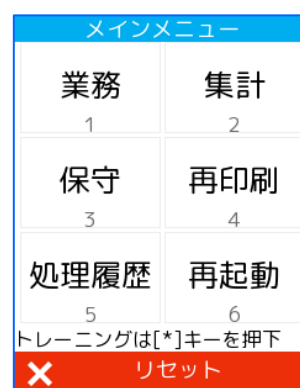 メインメニュー
業務 集計
1 2
保守 再印刷
3 4
処理履歴 再起動
5 6
トレーニングは[*]キーを押下
リセット